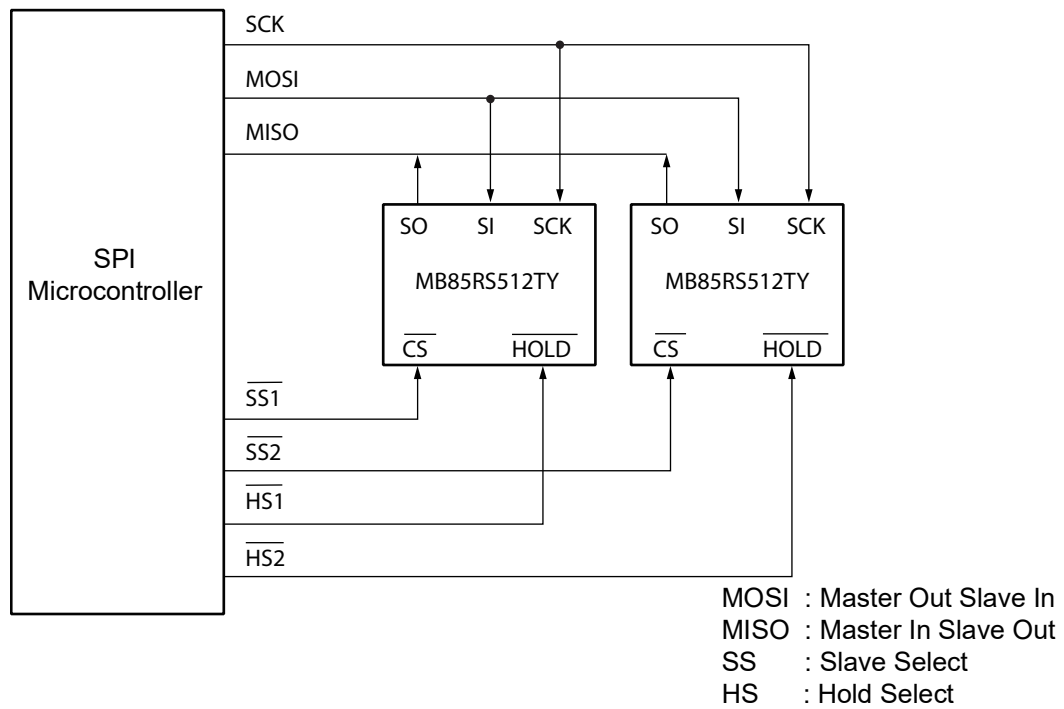 SCK
MOSI
MISO
SO SI SCK
MB85RS512TY
CS HOLD
SO SI SCK
MB85RS512TY
CS HOLD
SPI
Microcontroller
SS1
SS2
HS1
HS2
MOSI : Master Out Slave In
MISO : Master In Slave Out
SS : Slave Select
HS : Hold Select